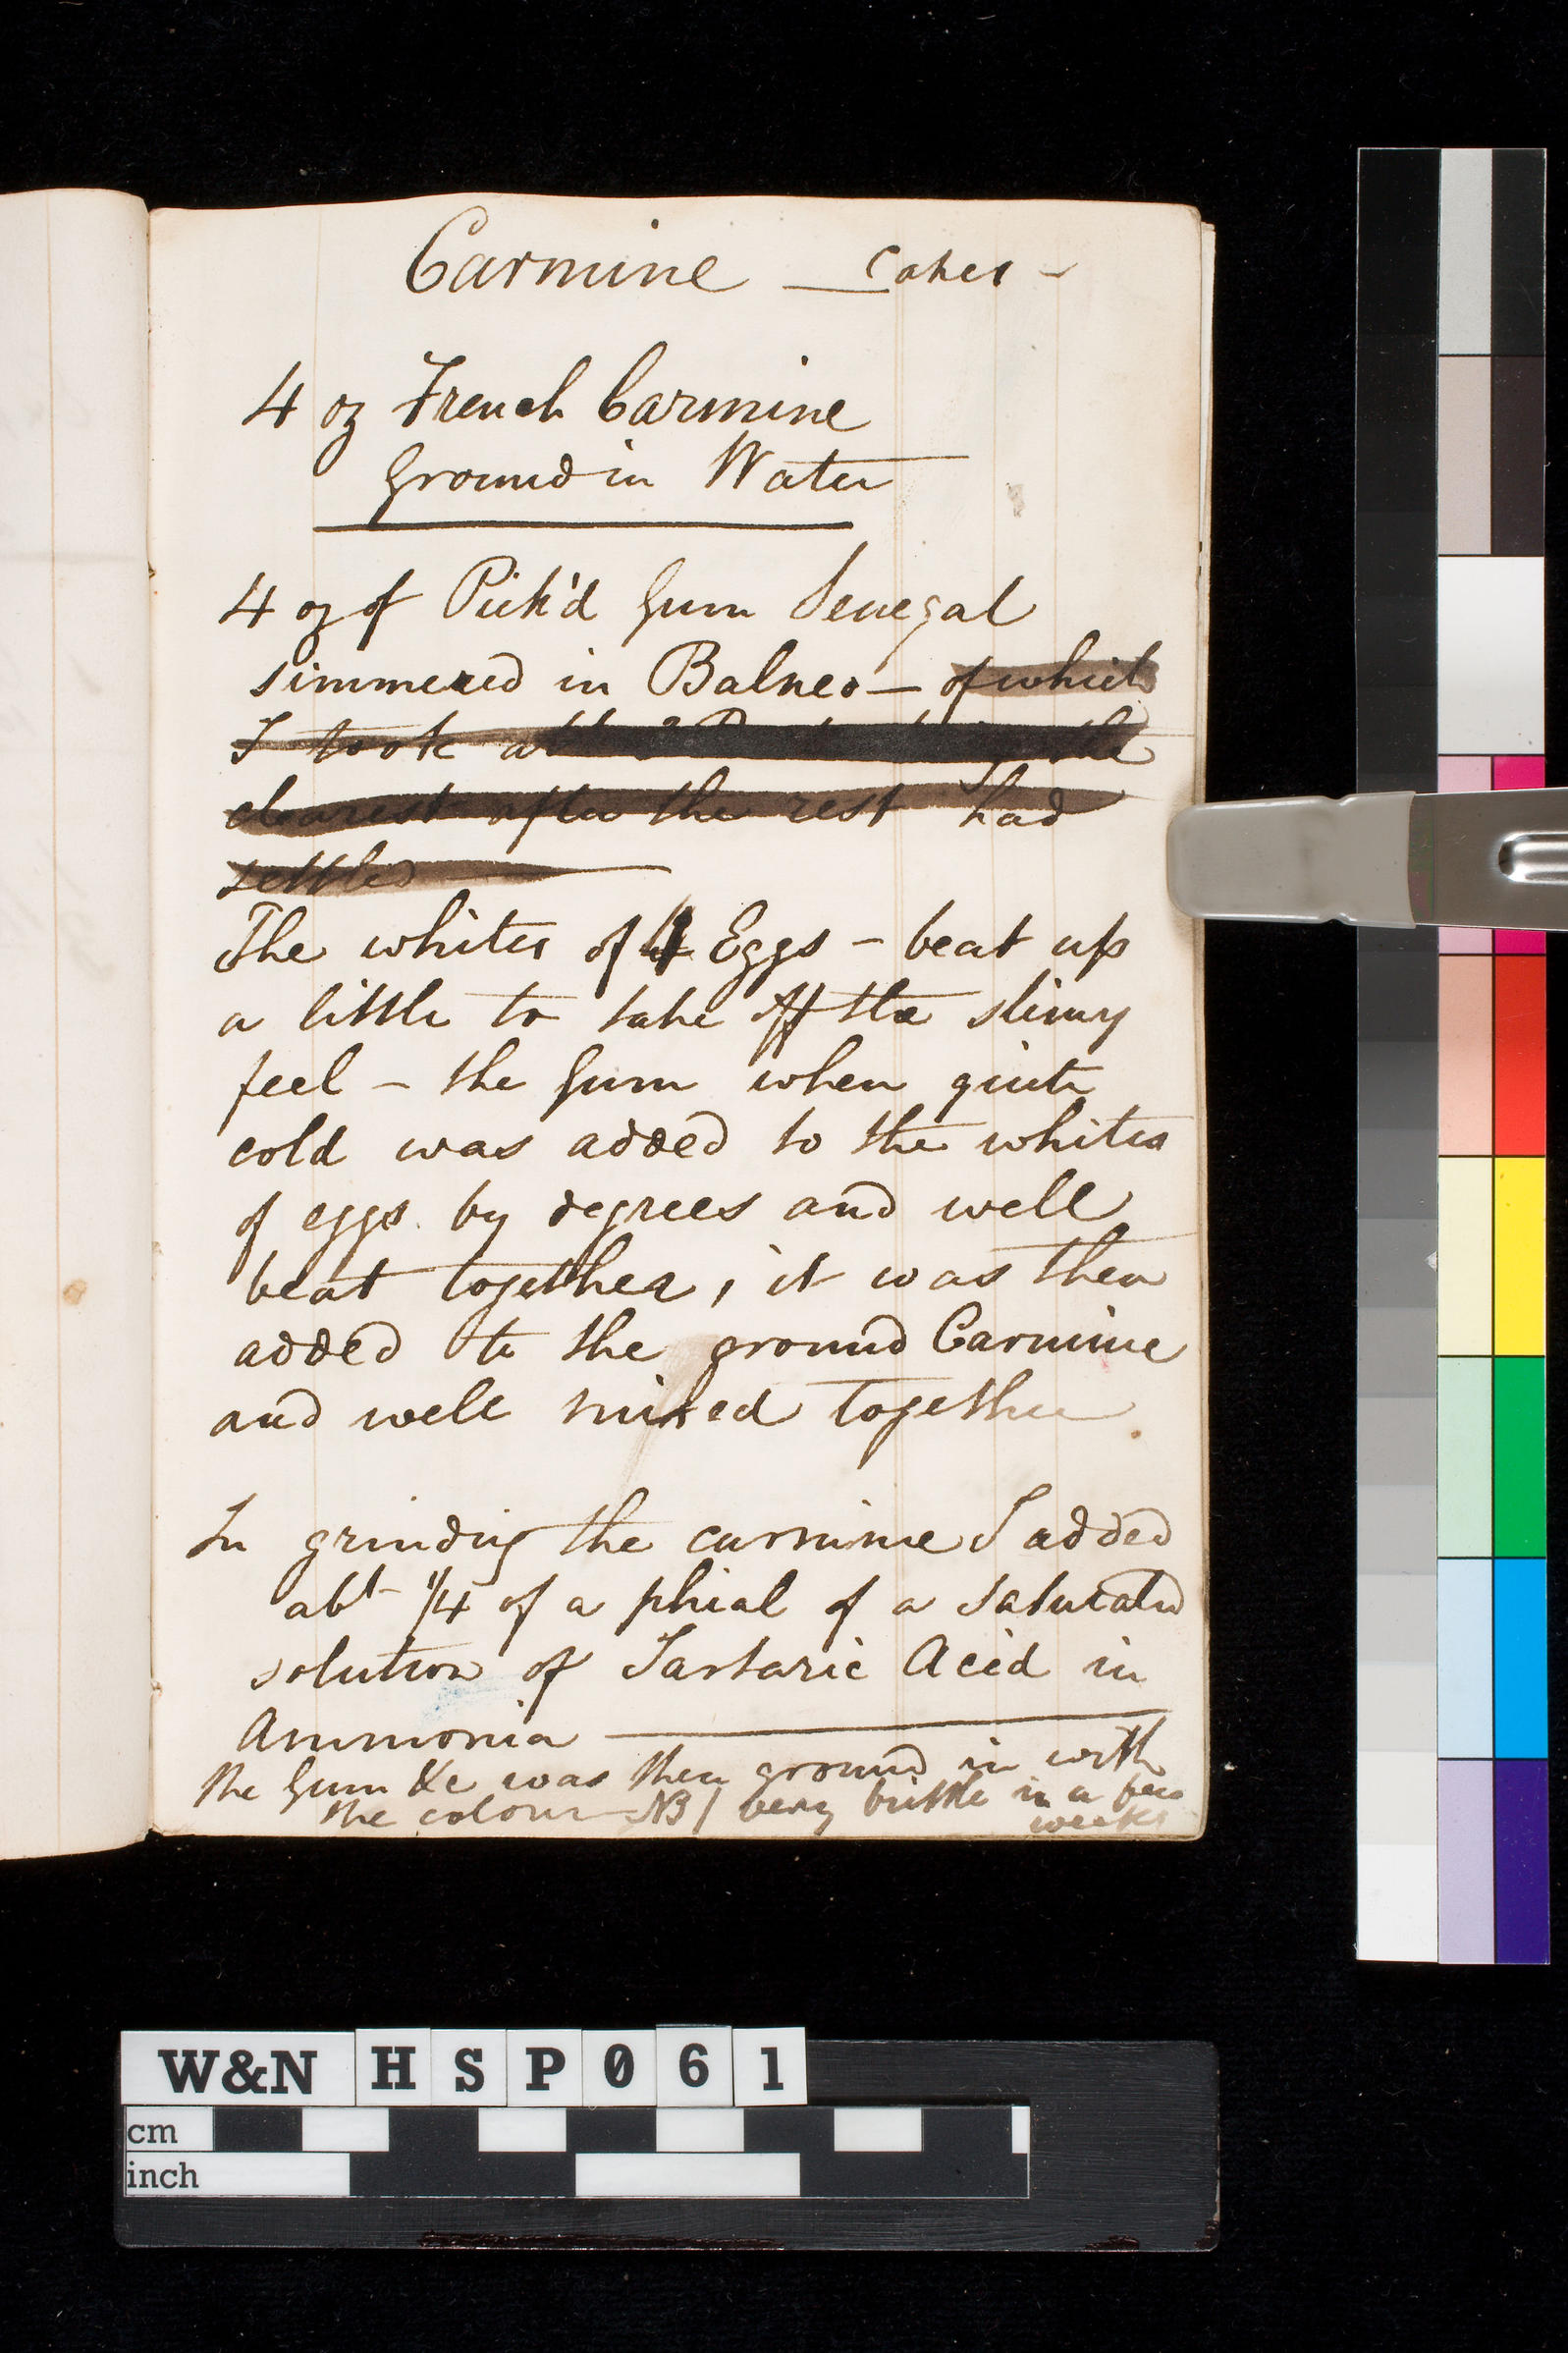 Carmine — Cakes -
4 oz French Carmine
Ground in Water
4 oz of Pick'd Gum Senegal
simmered in Balneo — of which
I took abt
clearest after the rest had
settled
The whites of 4 Eggs - beat up
a little to take off the slimy
feel - the Gum when quite
cold was added to the whites
of eggs by degrees and well
beat together, it was then
added to the ground Carmine
and well mixed together
In grinding the carmine I added
abt 1/4 of a phial of a saturated
solution of Tartaric Acid in
Ammonia —
the Gum &c was then ground in with
the colour - NB/ very brittle in a few
weeks
W&N HSP061
cm
inch